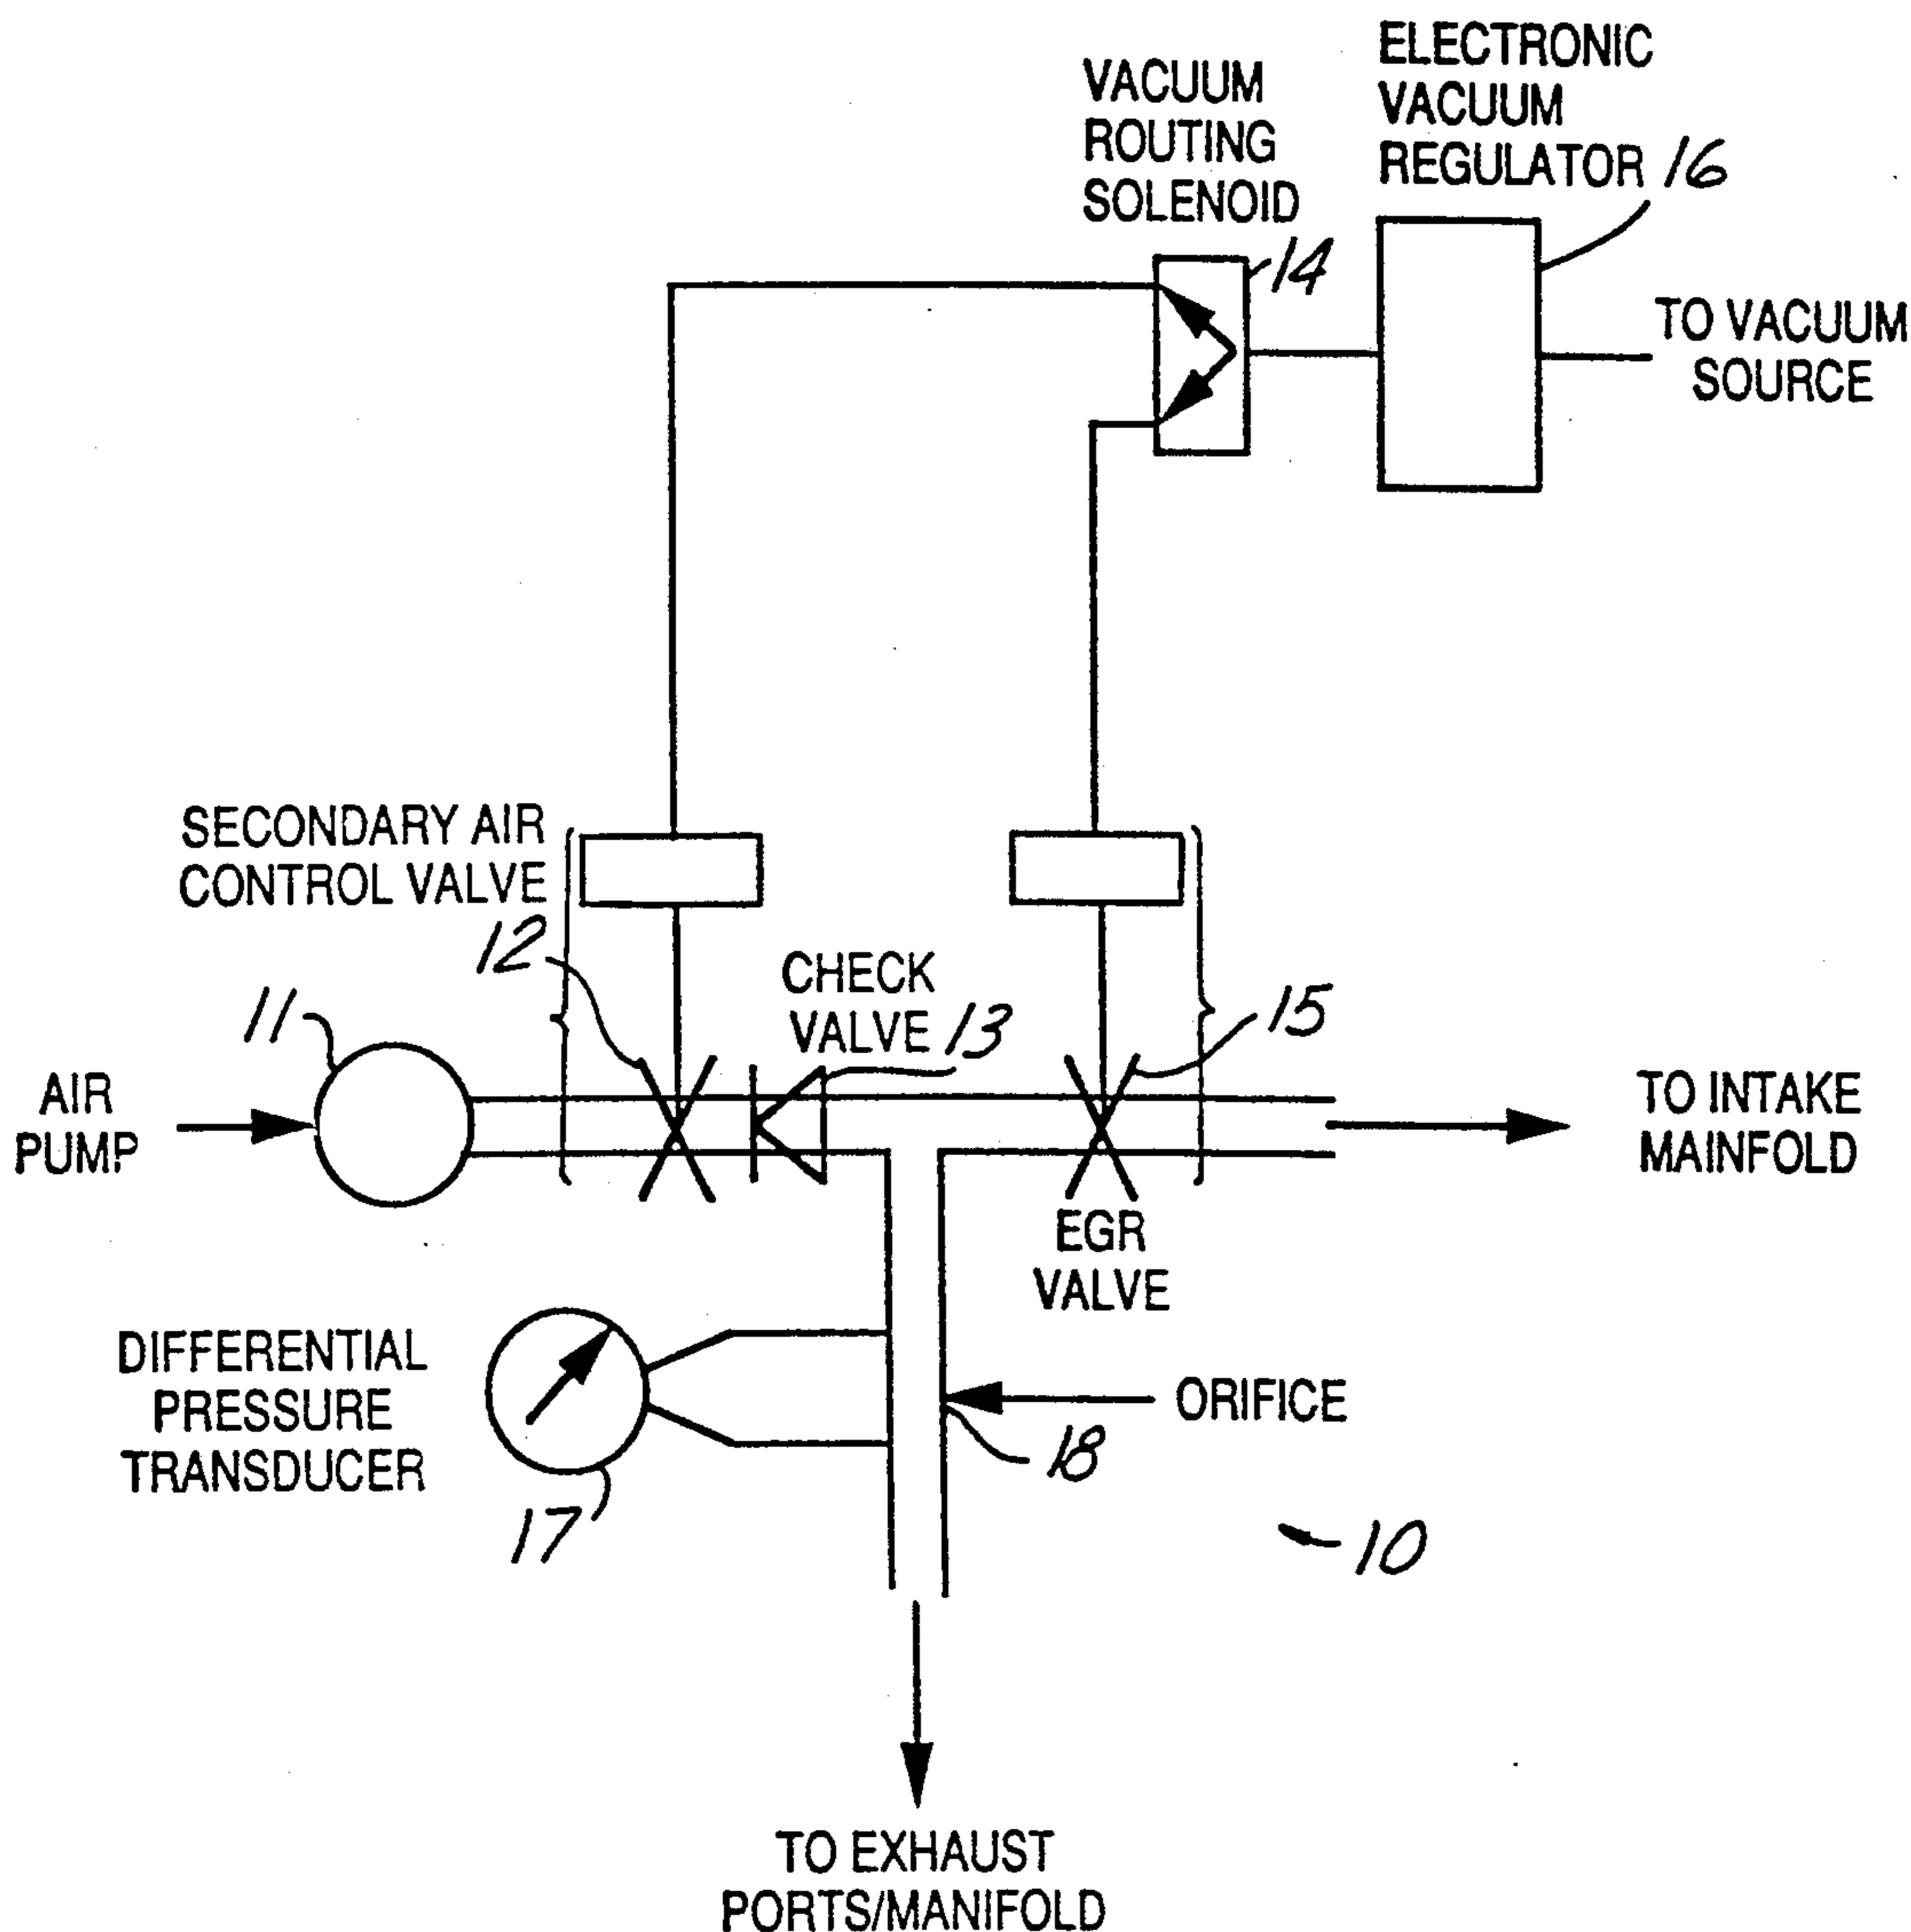 ELECTRONIC
VACUUM
REGULATOR 16
VACUUM
ROUTING
SOLENOID
14
TO VACUUM
SOURCE
SECONDARY AIR
CONTROL VALVE
12
CHECK
VALVE 13
15
11
AIR
PUMP
TO INTAKE
MAINFOLD
EGR
VALVE
DIFFERENTIAL
PRESSURE
TRANSDUCER
17
ORIFICE
18
10
TO EXHAUST
PORTS/MANIFOLD